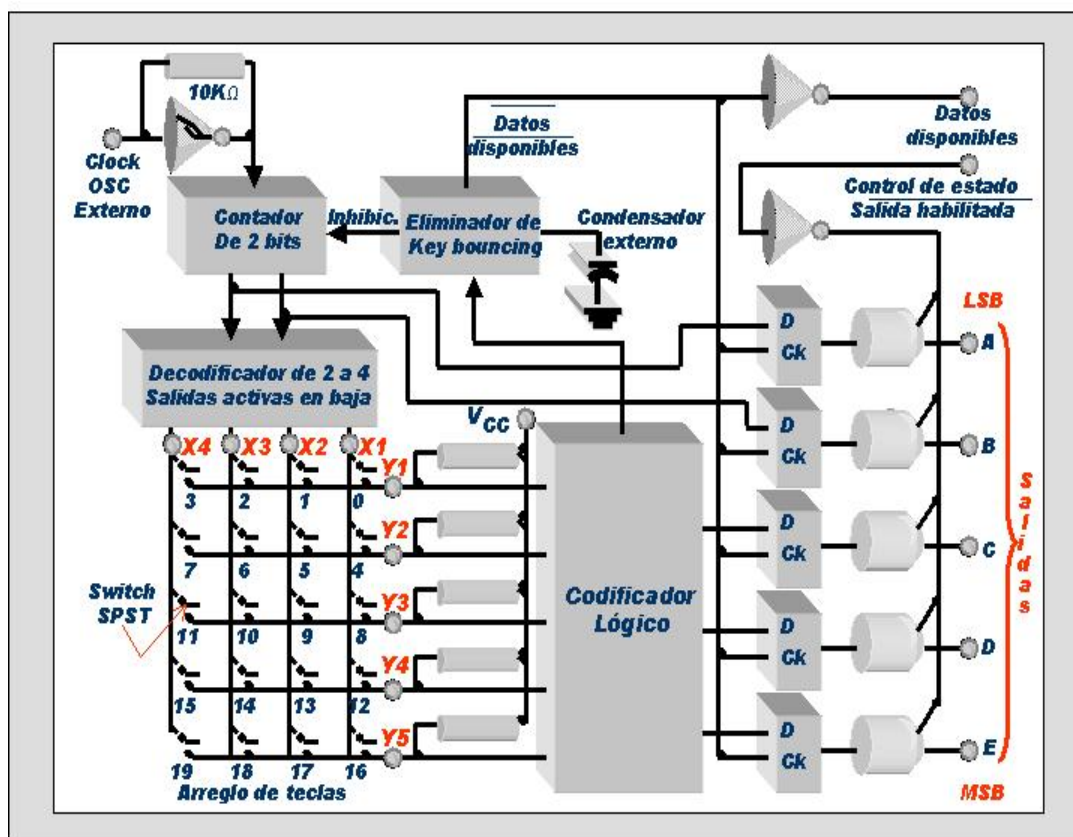 10KΩ
Clock
OSC
Externo
Contador
De 2 bits
Inhibic.
Eliminador de
Key bouncing
Datos
disponibles
Condensador
externo
Datos
disponibles
Control de estado
Salida habilitada
Decodificador de 2 a 4
Salidas activas en baja
VCC
X4 X3 X2 X1
Y1
3 2 1 0
Y2
7 6 5 4
Y3
11 10 9 8
Y4
15 14 13 12
Y5
19 18 17 16
Switch
SPST
Arreglo de teclas
Codificador
Lógico
D
Ck
D
Ck
D
Ck
D
Ck
D
Ck
LSB
A
B
C
D
E
MSB
Salidas